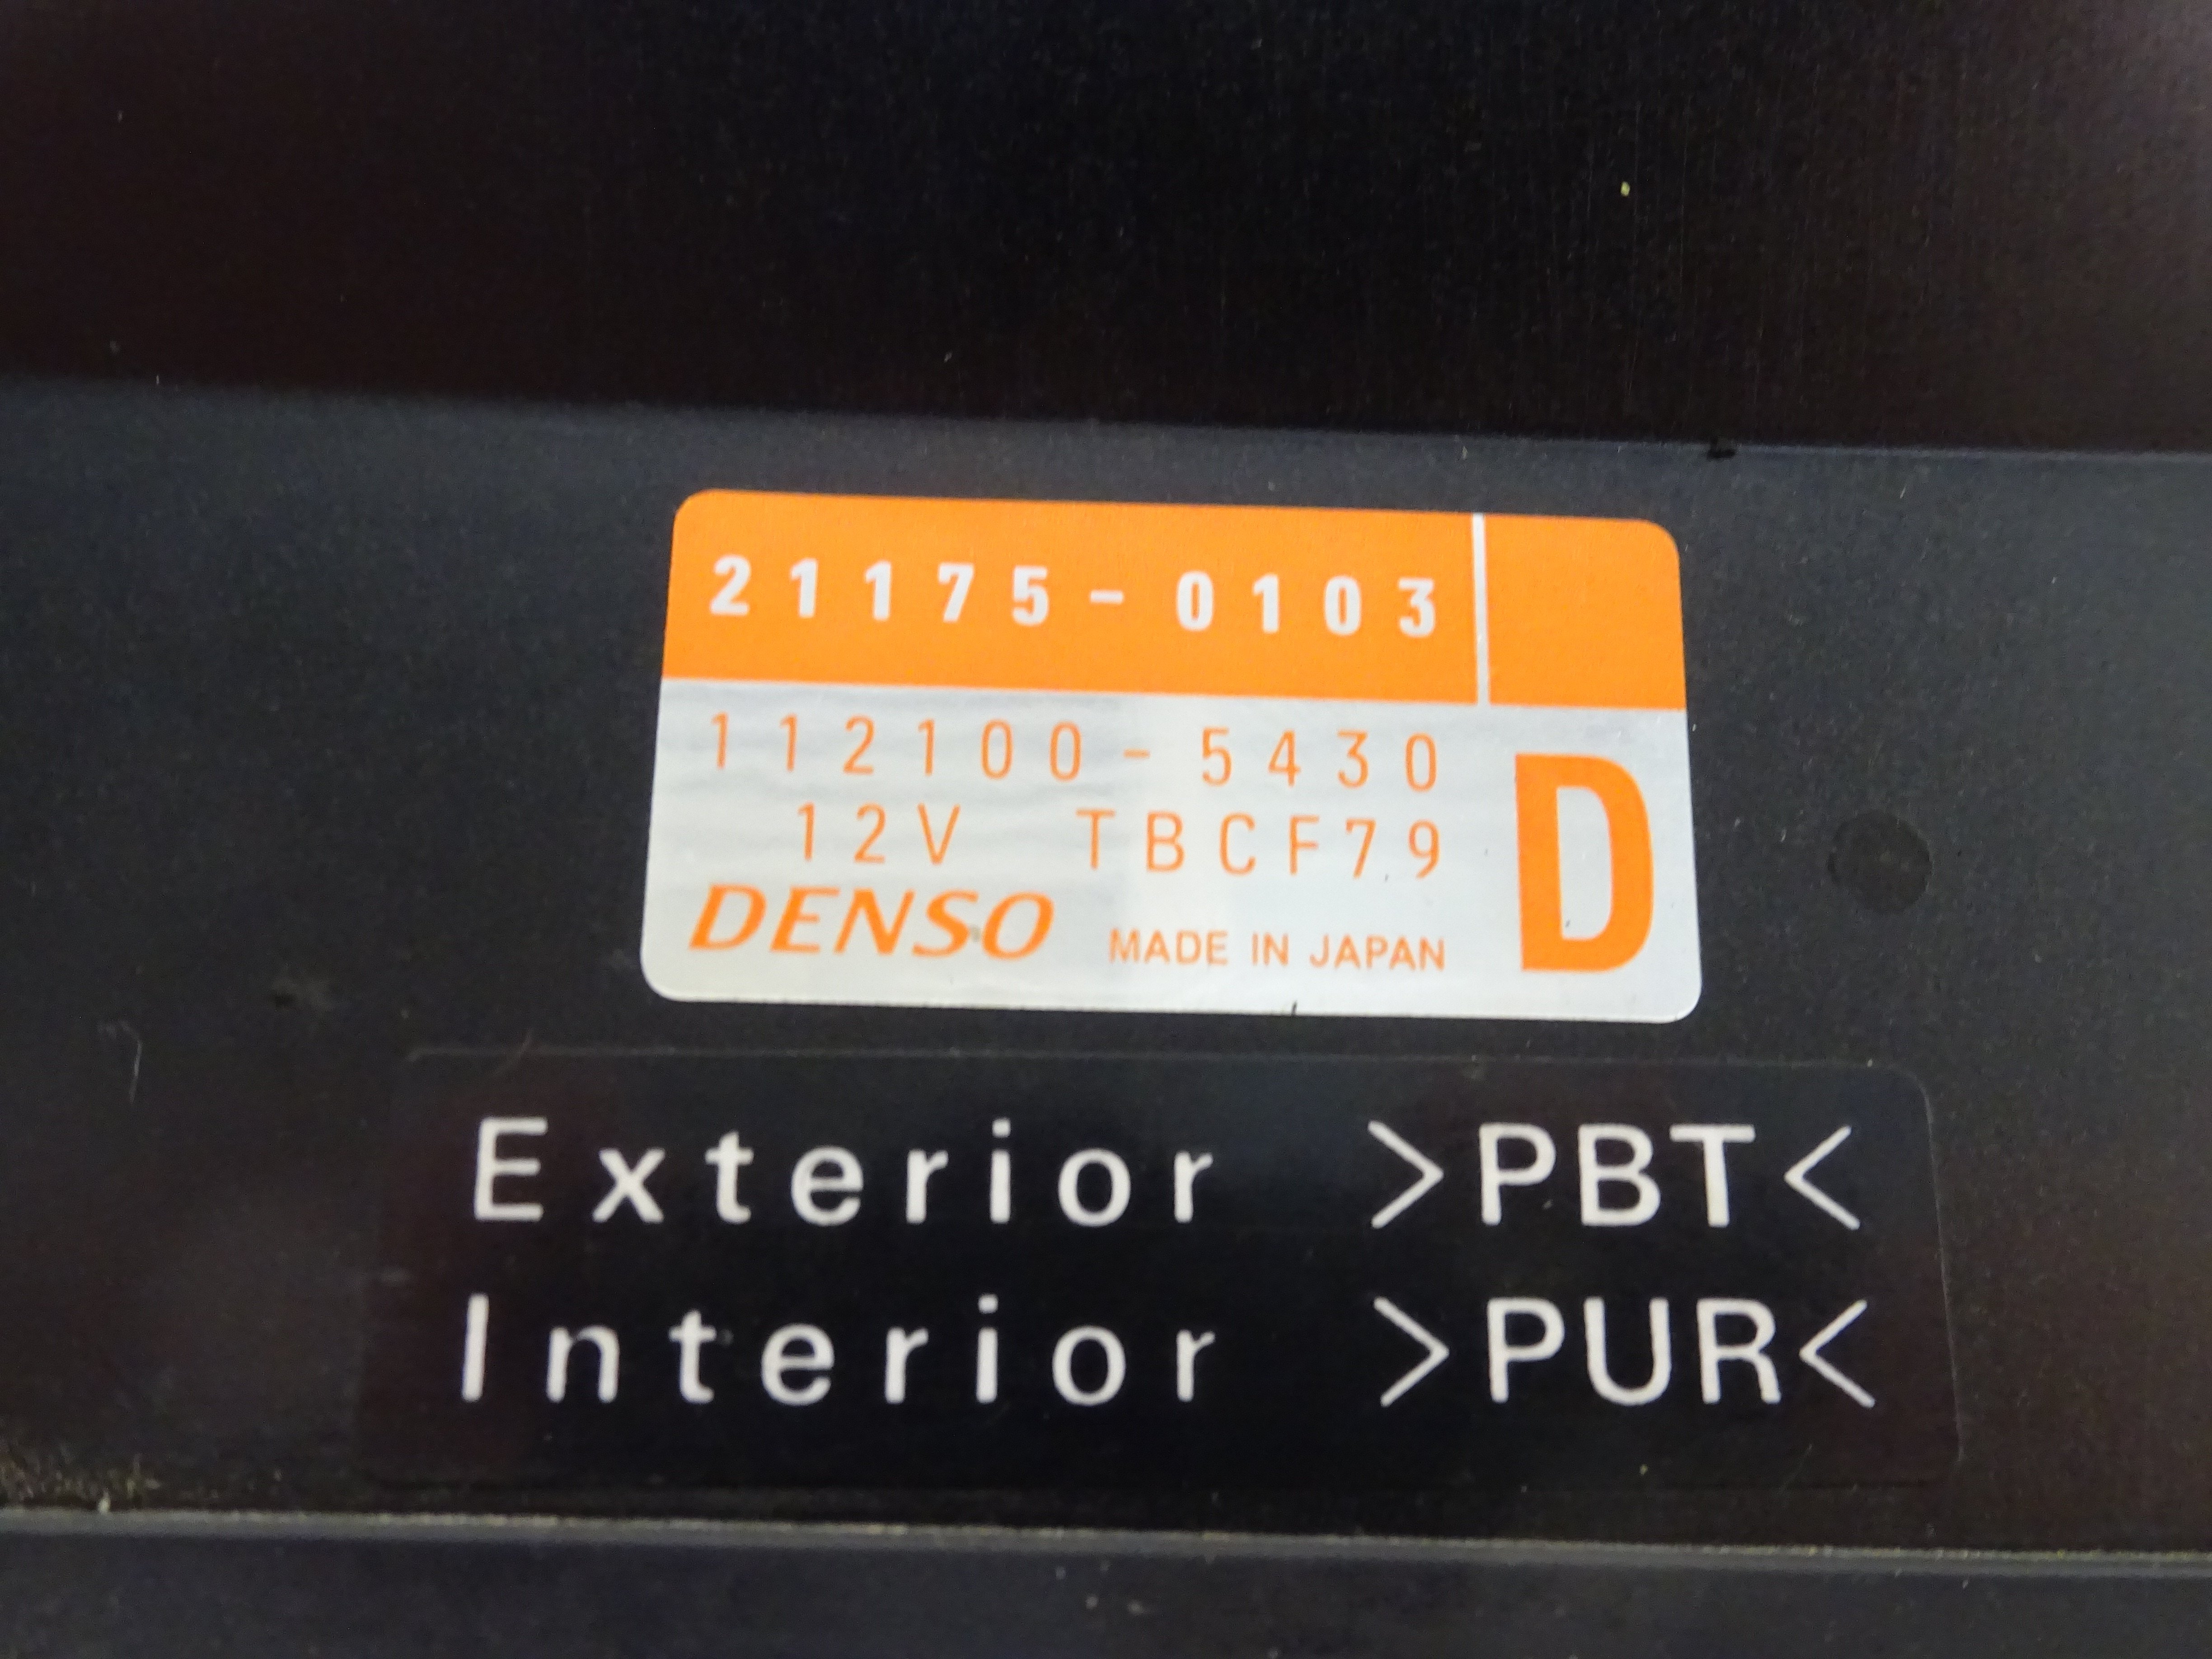 21175-0103
112100-5430
12V TBCF79
D
DENSO MADE IN JAPAN
Exterior >PBT<
Interior >PUR<